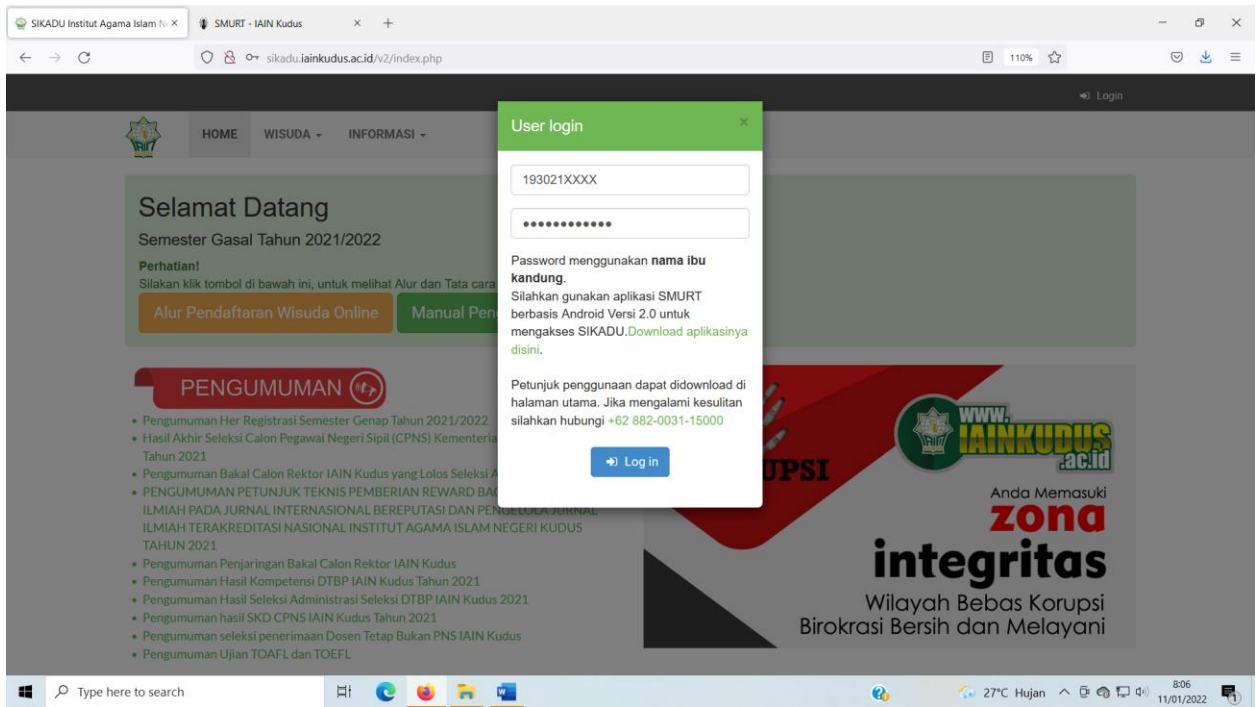 SIKADU Institut Agama Islam N
SMURT - IAIN Kudus
sikadu.iainkudus.ac.id/v2/index.php
110%
Login
HOME
WISUDA
INFORMASI
User login
193021XXXX
Password menggunakan nama ibu
kandung.
Silahkan gunakan aplikasi SMURT
berbasis Android Versi 2.0 untuk
mengakses SIKADU.Download aplikasinya
disini.
Petunjuk penggunaan dapat didownload di
halaman utama. Jika mengalami kesulitan
silahkan hubungi +62 882-0031-15000
Log in
Selamat Datang
Semester Gasal Tahun 2021/2022
Perhatian!
Silakan klik tombol di bawah ini, untuk melihat Alur dan Tata cara
Alur Pendaftaran Wisuda Online
Manual Pen
PENGUMUMAN
Pengumuman Her Registrasi Semester Genap Tahun 2021/2022
Hasil Akhir Seleksi Calon Pegawai Negeri Sipil (CPNS) Kementeria
Tahun 2021
Pengumuman Bakal Calon Rektor IAIN Kudus yang Lolos Seleksi A
PENGUMUMAN PETUNJUK TEKNIS PEMBERIAN REWARD BAG
ILMIAH PADA JURNAL INTERNASIONAL BEREPUTASI DAN PENGELOLA JURNAL
ILMIAH TERAKREDITASI NASIONAL INSTITUT AGAMA ISLAM NEGERI KUDUS
TAHUN 2021
Pengumuman Penjaringan Bakal Calon Rektor IAIN Kudus
Pengumuman Hasil Kompetensi DTBP IAIN Kudus Tahun 2021
Pengumuman Hasil Seleksi Administrasi Seleksi DTBP IAIN Kudus 2021
Pengumuman hasil SKD CPNS IAIN Kudus Tahun 2021
Pengumuman seleksi penerimaan Dosen Tetap Bukan PNS IAIN Kudus
Pengumuman Ujian TOAFL dan TOEFL
UPSI
WWW.
IAINKUDUS
.ac.id
Anda Memasuki
zona
integritas
Wilayah Bebas Korupsi
Birokrasi Bersih dan Melayani
Type here to search
27°C Hujan
8:06
11/01/2022